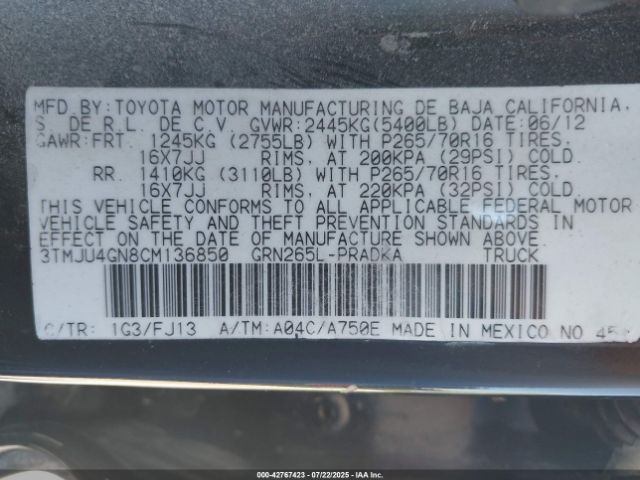 MFD BY: TOYOTA MOTOR MANUFACTURING DE BAJA CALIFORNIA,
S. DE R.L. DE C.V. GVWR:2445KG(5400LB) DATE:06/12
GAWR:FRT. 1245KG (2755LB) WITH P265/70R16 TIRES,
16X7JJ RIMS, AT 200KPA (29PSI) COLD.
RR. 1410KG (3110LB) WITH P265/70R16 TIRES,
16X7JJ RIMS, AT 220KPA (32PSI) COLD.
THIS VEHICLE CONFORMS TO ALL APPLICABLE FEDERAL MOTOR
VEHICLE SAFETY AND THEFT PREVENTION STANDARDS IN
EFFECT ON THE DATE OF MANUFACTURE SHOWN ABOVE.
3TMJU4GN8CM136850 GRN265L-PRADKA TRUCK
C/TR: 1G3/FJ13 A/TM:A04C/A750E MADE IN MEXICO NO
000-42767423 | 07/22/2025 | IAAI.COM